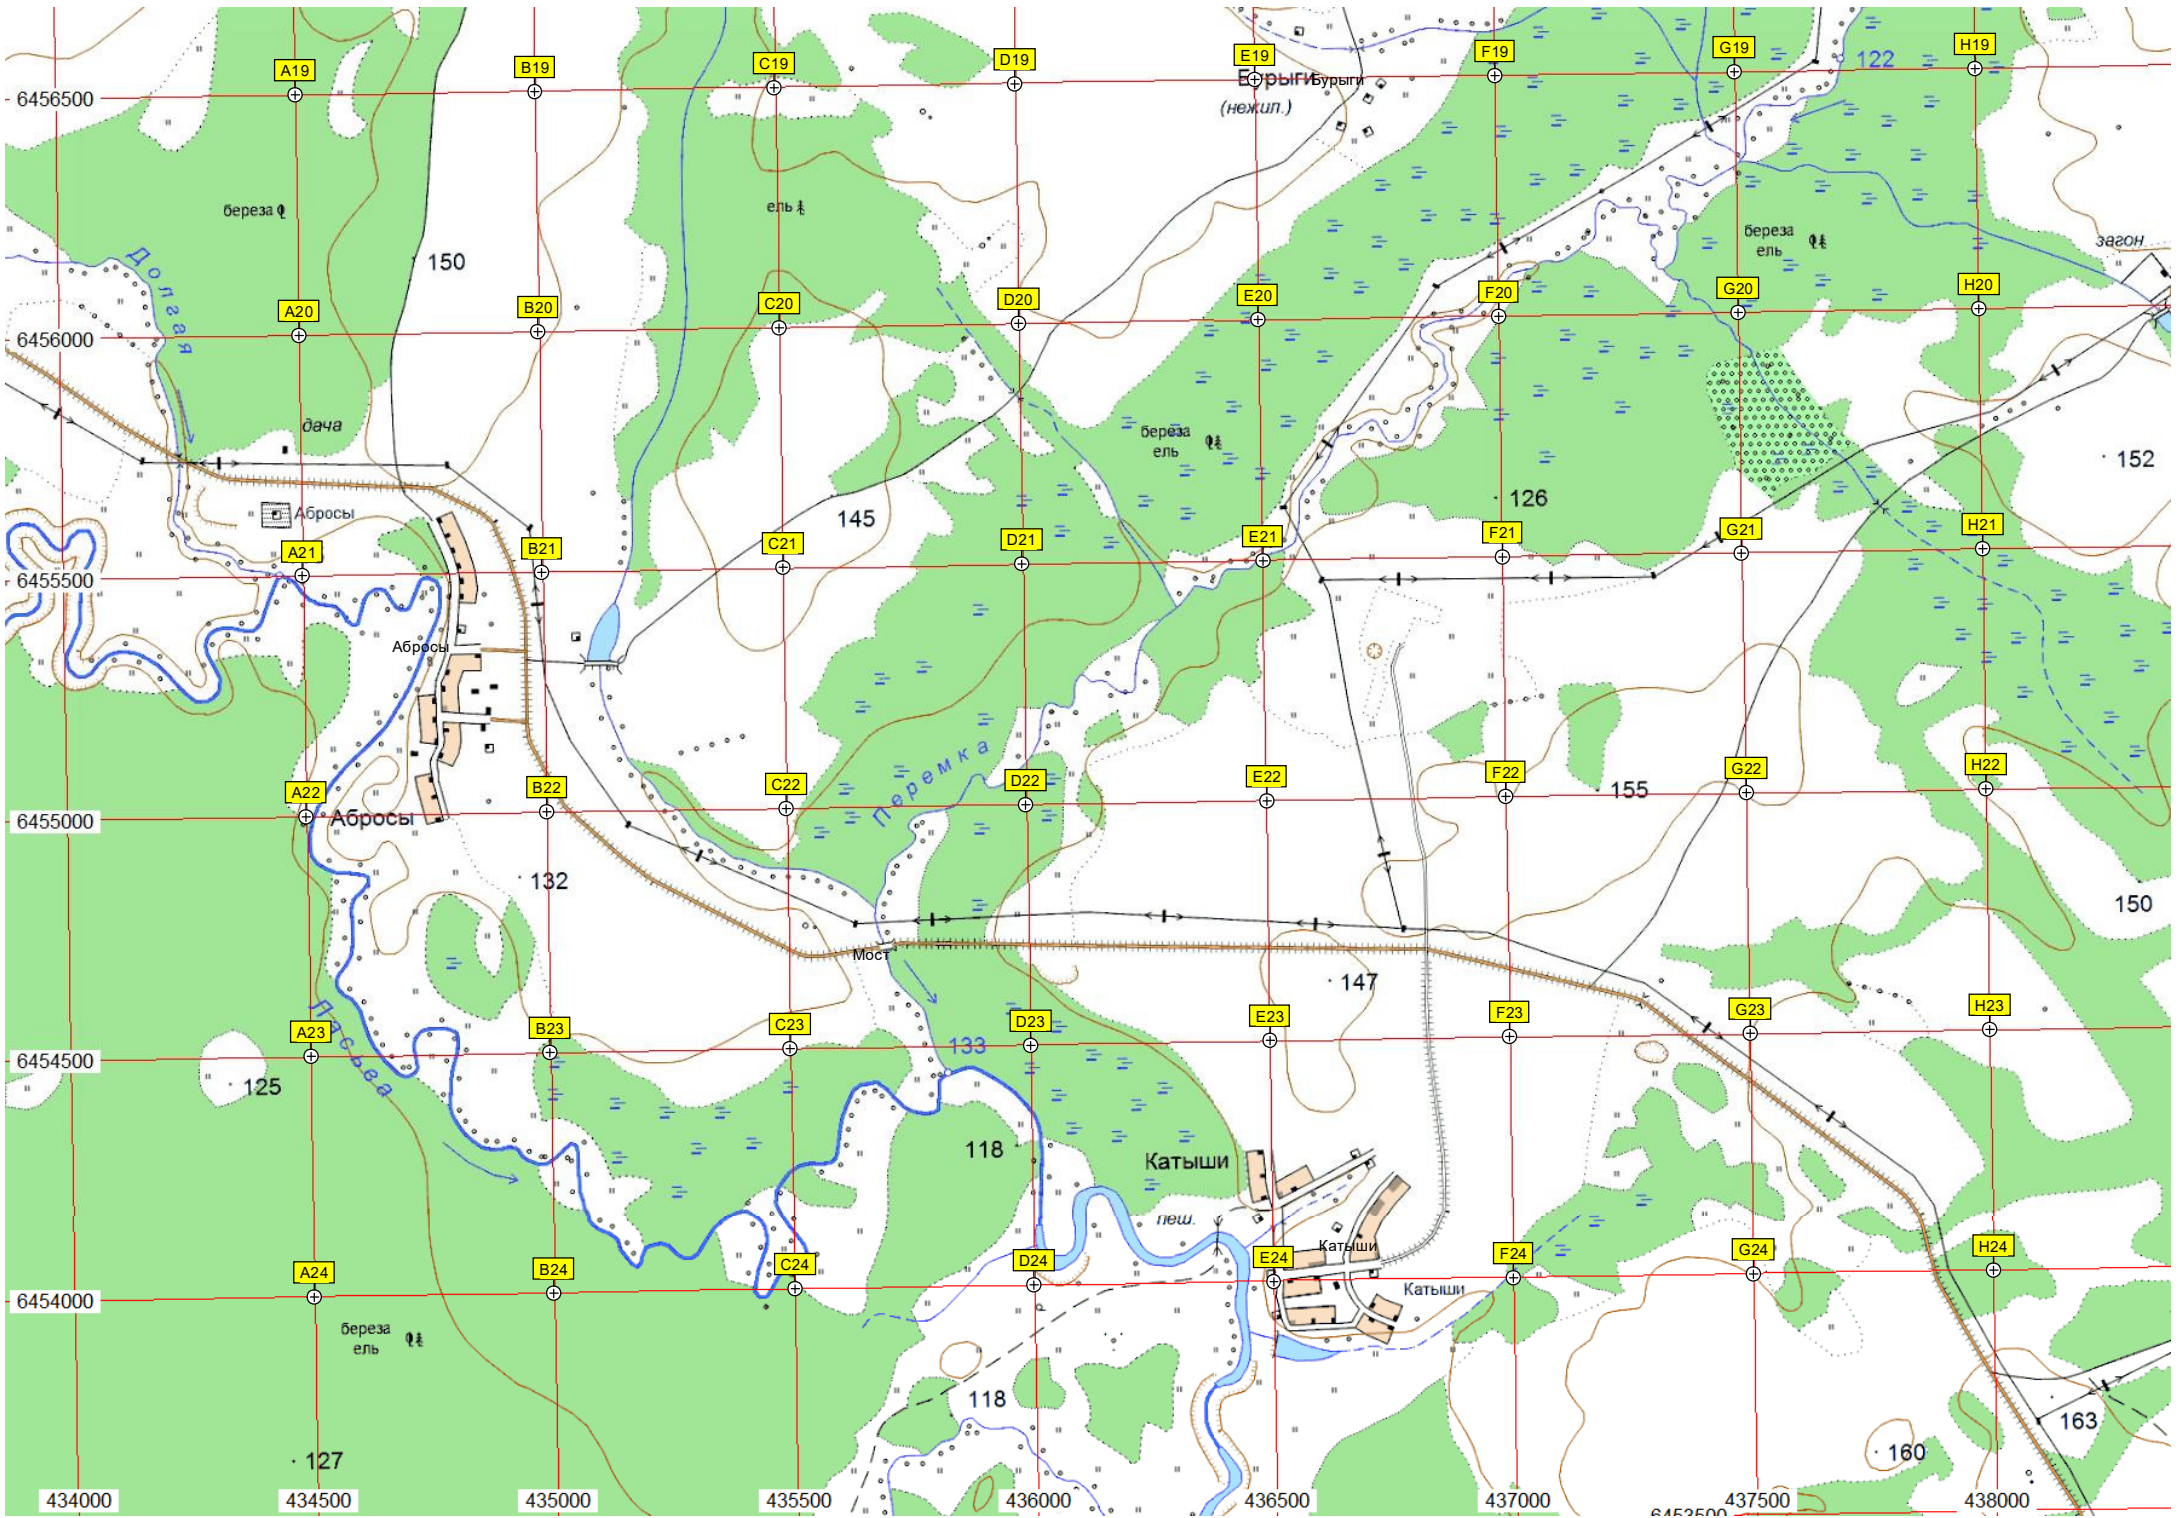 A19
B19
C19
D19
E19
F19
G19
H19
122
6456500
Бурыги
Бурыги
(нежил.)
береза
ель
150
Долгая
береза
ель
загон
A20
B20
C20
D20
E20
F20
G20
H20
6456000
дача
береза
ель
152
126
145
Абросы
A21
B21
C21
D21
E21
F21
G21
H21
6455500
Абросы
Перемка
A22
B22
C22
D22
E22
F22
G22
H22
155
6455000
Абросы
132
150
Мост
147
Лысьва
A23
B23
C23
D23
E23
F23
G23
H23
6454500
133
125
118
Катыши
пеш.
Катыши
A24
B24
C24
D24
E24
F24
G24
H24
Катыши
6454000
береза
ель
118
163
160
127
434000
434500
435000
435500
436000
436500
437000
437500
438000
6453500